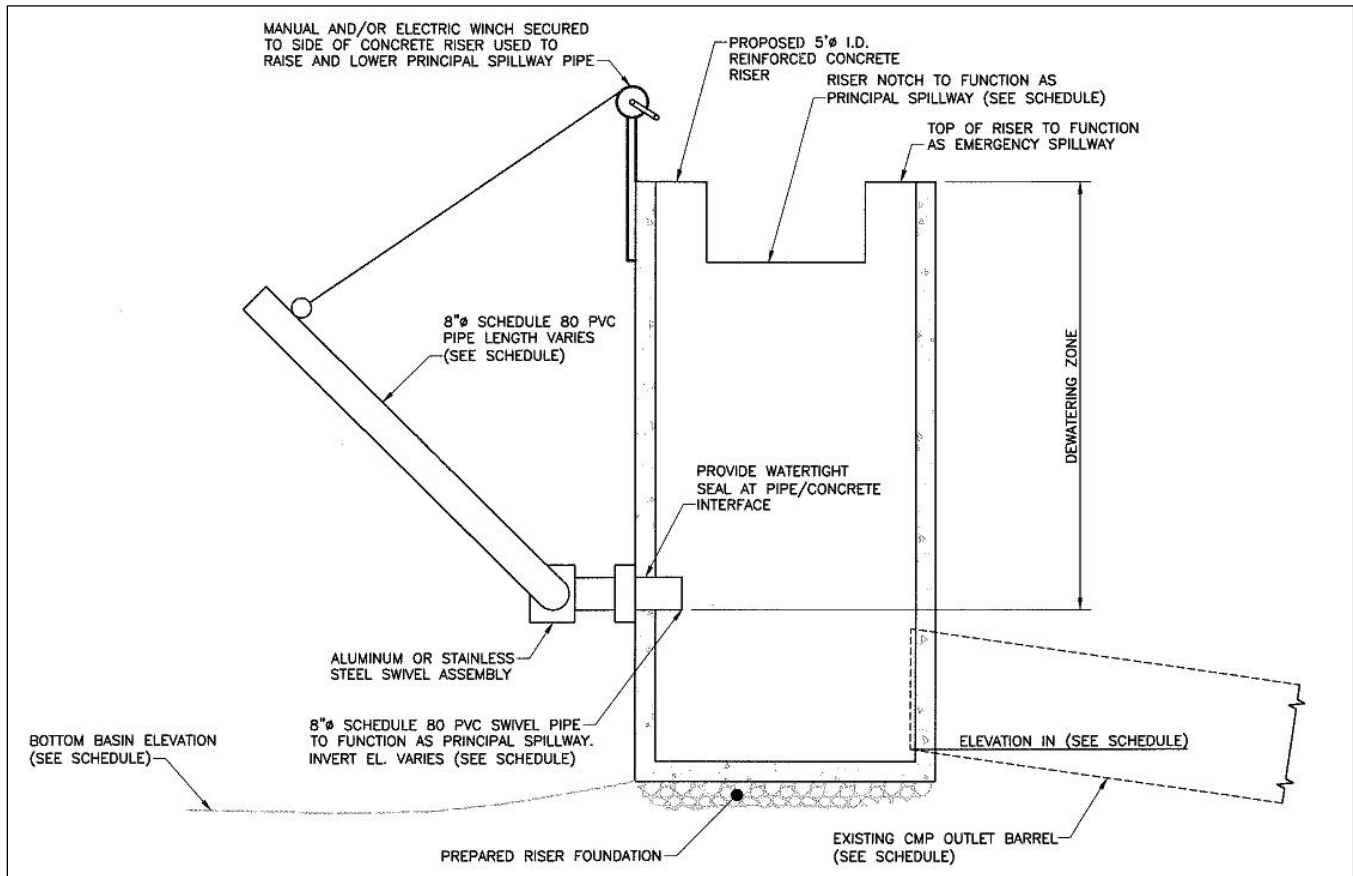 MANUAL AND/OR ELECTRIC WINCH SECURED
TO SIDE OF CONCRETE RISER USED TO
RAISE AND LOWER PRINCIPAL SPILLWAY PIPE
PROPOSED 5'ø I.D.
REINFORCED CONCRETE
RISER
RISER NOTCH TO FUNCTION AS
PRINCIPAL SPILLWAY (SEE SCHEDULE)
TOP OF RISER TO FUNCTION
AS EMERGENCY SPILLWAY
8"ø SCHEDULE 80 PVC
PIPE LENGTH VARIES
(SEE SCHEDULE)
DEWATERING ZONE
PROVIDE WATERTIGHT
SEAL AT PIPE/CONCRETE
INTERFACE
ALUMINUM OR STAINLESS
STEEL SWIVEL ASSEMBLY
8"ø SCHEDULE 80 PVC SWIVEL PIPE
TO FUNCTION AS PRINCIPAL SPILLWAY.
INVERT EL. VARIES (SEE SCHEDULE)
BOTTOM BASIN ELEVATION
(SEE SCHEDULE)
ELEVATION IN (SEE SCHEDULE)
PREPARED RISER FOUNDATION
EXISTING CMP OUTLET BARREL
(SEE SCHEDULE)